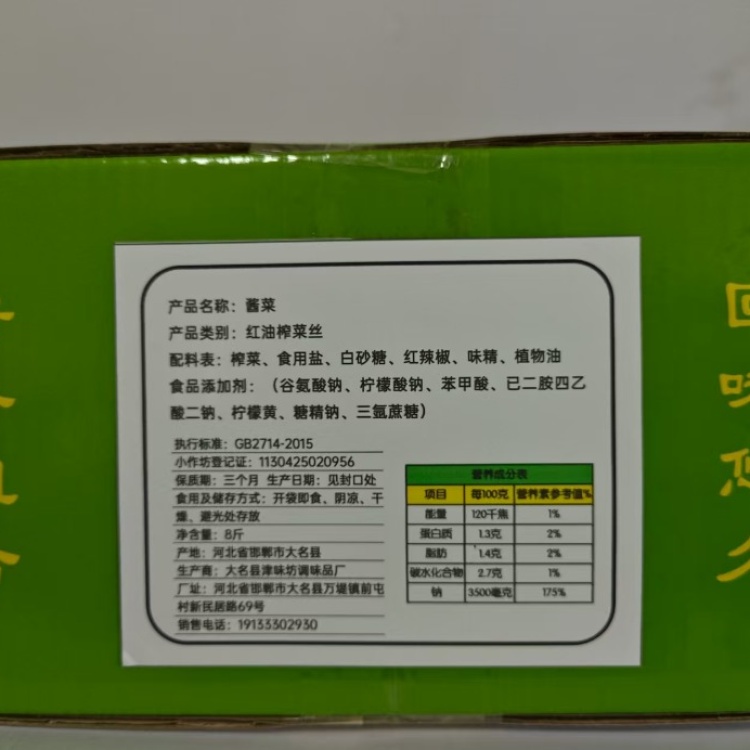 产品名称：酱菜
产品类别：红油榨菜丝
配料表：榨菜、食用盐、白砂糖、红辣椒、味精、植物油
食品添加剂：（谷氨酸钠、柠檬酸钠、苯甲酸、已二胺四乙
酸二钠、柠檬黄、糖精钠、三氯蔗糖）
执行标准：GB2714-2015
小作坊登记证：1130425020956
保质期：三个月 生产日期：见封口处
食用及储存方式：开袋即食、阴凉、干
燥、避光处存放
净含量：8斤
产地：河北省邯郸市大名县
生产商：大名县津味坊调味品厂
厂址：河北省邯郸市大名县万堤镇前屯
村新民居路69号
销售电话：19133302930
营养成分表
项目 每100克 营养素参考值%
能量 120千焦 1%
蛋白质 1.3克 2%
脂肪 1.4克 2%
碳水化合物 2.7克 1%
钠 3500毫克 175%